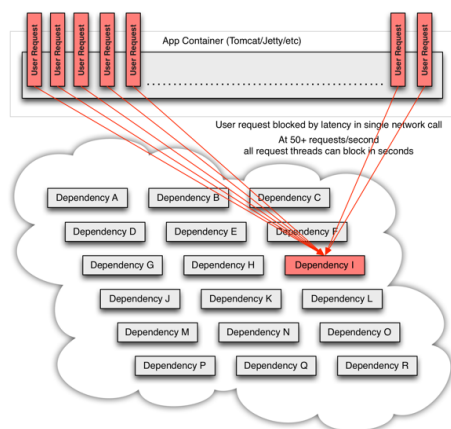 App Container (Tomcat/Jetty/etc)
User Request
User Request
User Request
User Request
User Request
User Request
User Request
User request blocked by latency in single network call
At 50+ requests/second
all request threads can block in seconds
Dependency A
Dependency B
Dependency C
Dependency D
Dependency E
Dependency F
Dependency G
Dependency H
Dependency I
Dependency J
Dependency K
Dependency L
Dependency M
Dependency N
Dependency O
Dependency P
Dependency Q
Dependency R